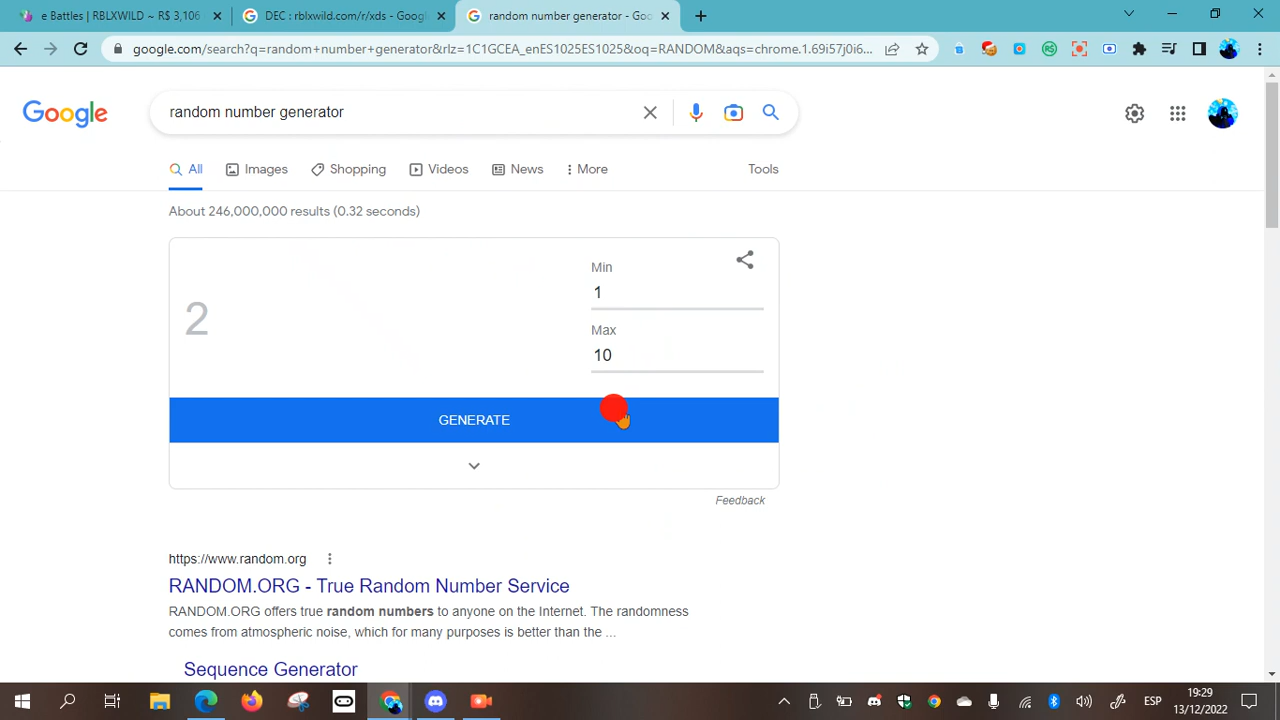 e Battles | RBLXWILD ~ R$ 3,106
DEC : rblxwild.com/r/xds - Googl
random number generator - Goo
google.com/search?q=random+number+generator&rlz=1C1GCEA_enES1025ES1025&oq=RANDOM&aqs=chrome.1.69i57j0i6...
Google
random number generator
All
Images
Shopping
Videos
News
More
Tools
About 246,000,000 results (0.32 seconds)
2
Min
1
Max
10
GENERATE
Feedback
https://www.random.org
RANDOM.ORG - True Random Number Service
RANDOM.ORG offers true random numbers to anyone on the Internet. The randomness
comes from atmospheric noise, which for many purposes is better than the ...
Sequence Generator
ESP
19:29
13/12/2022